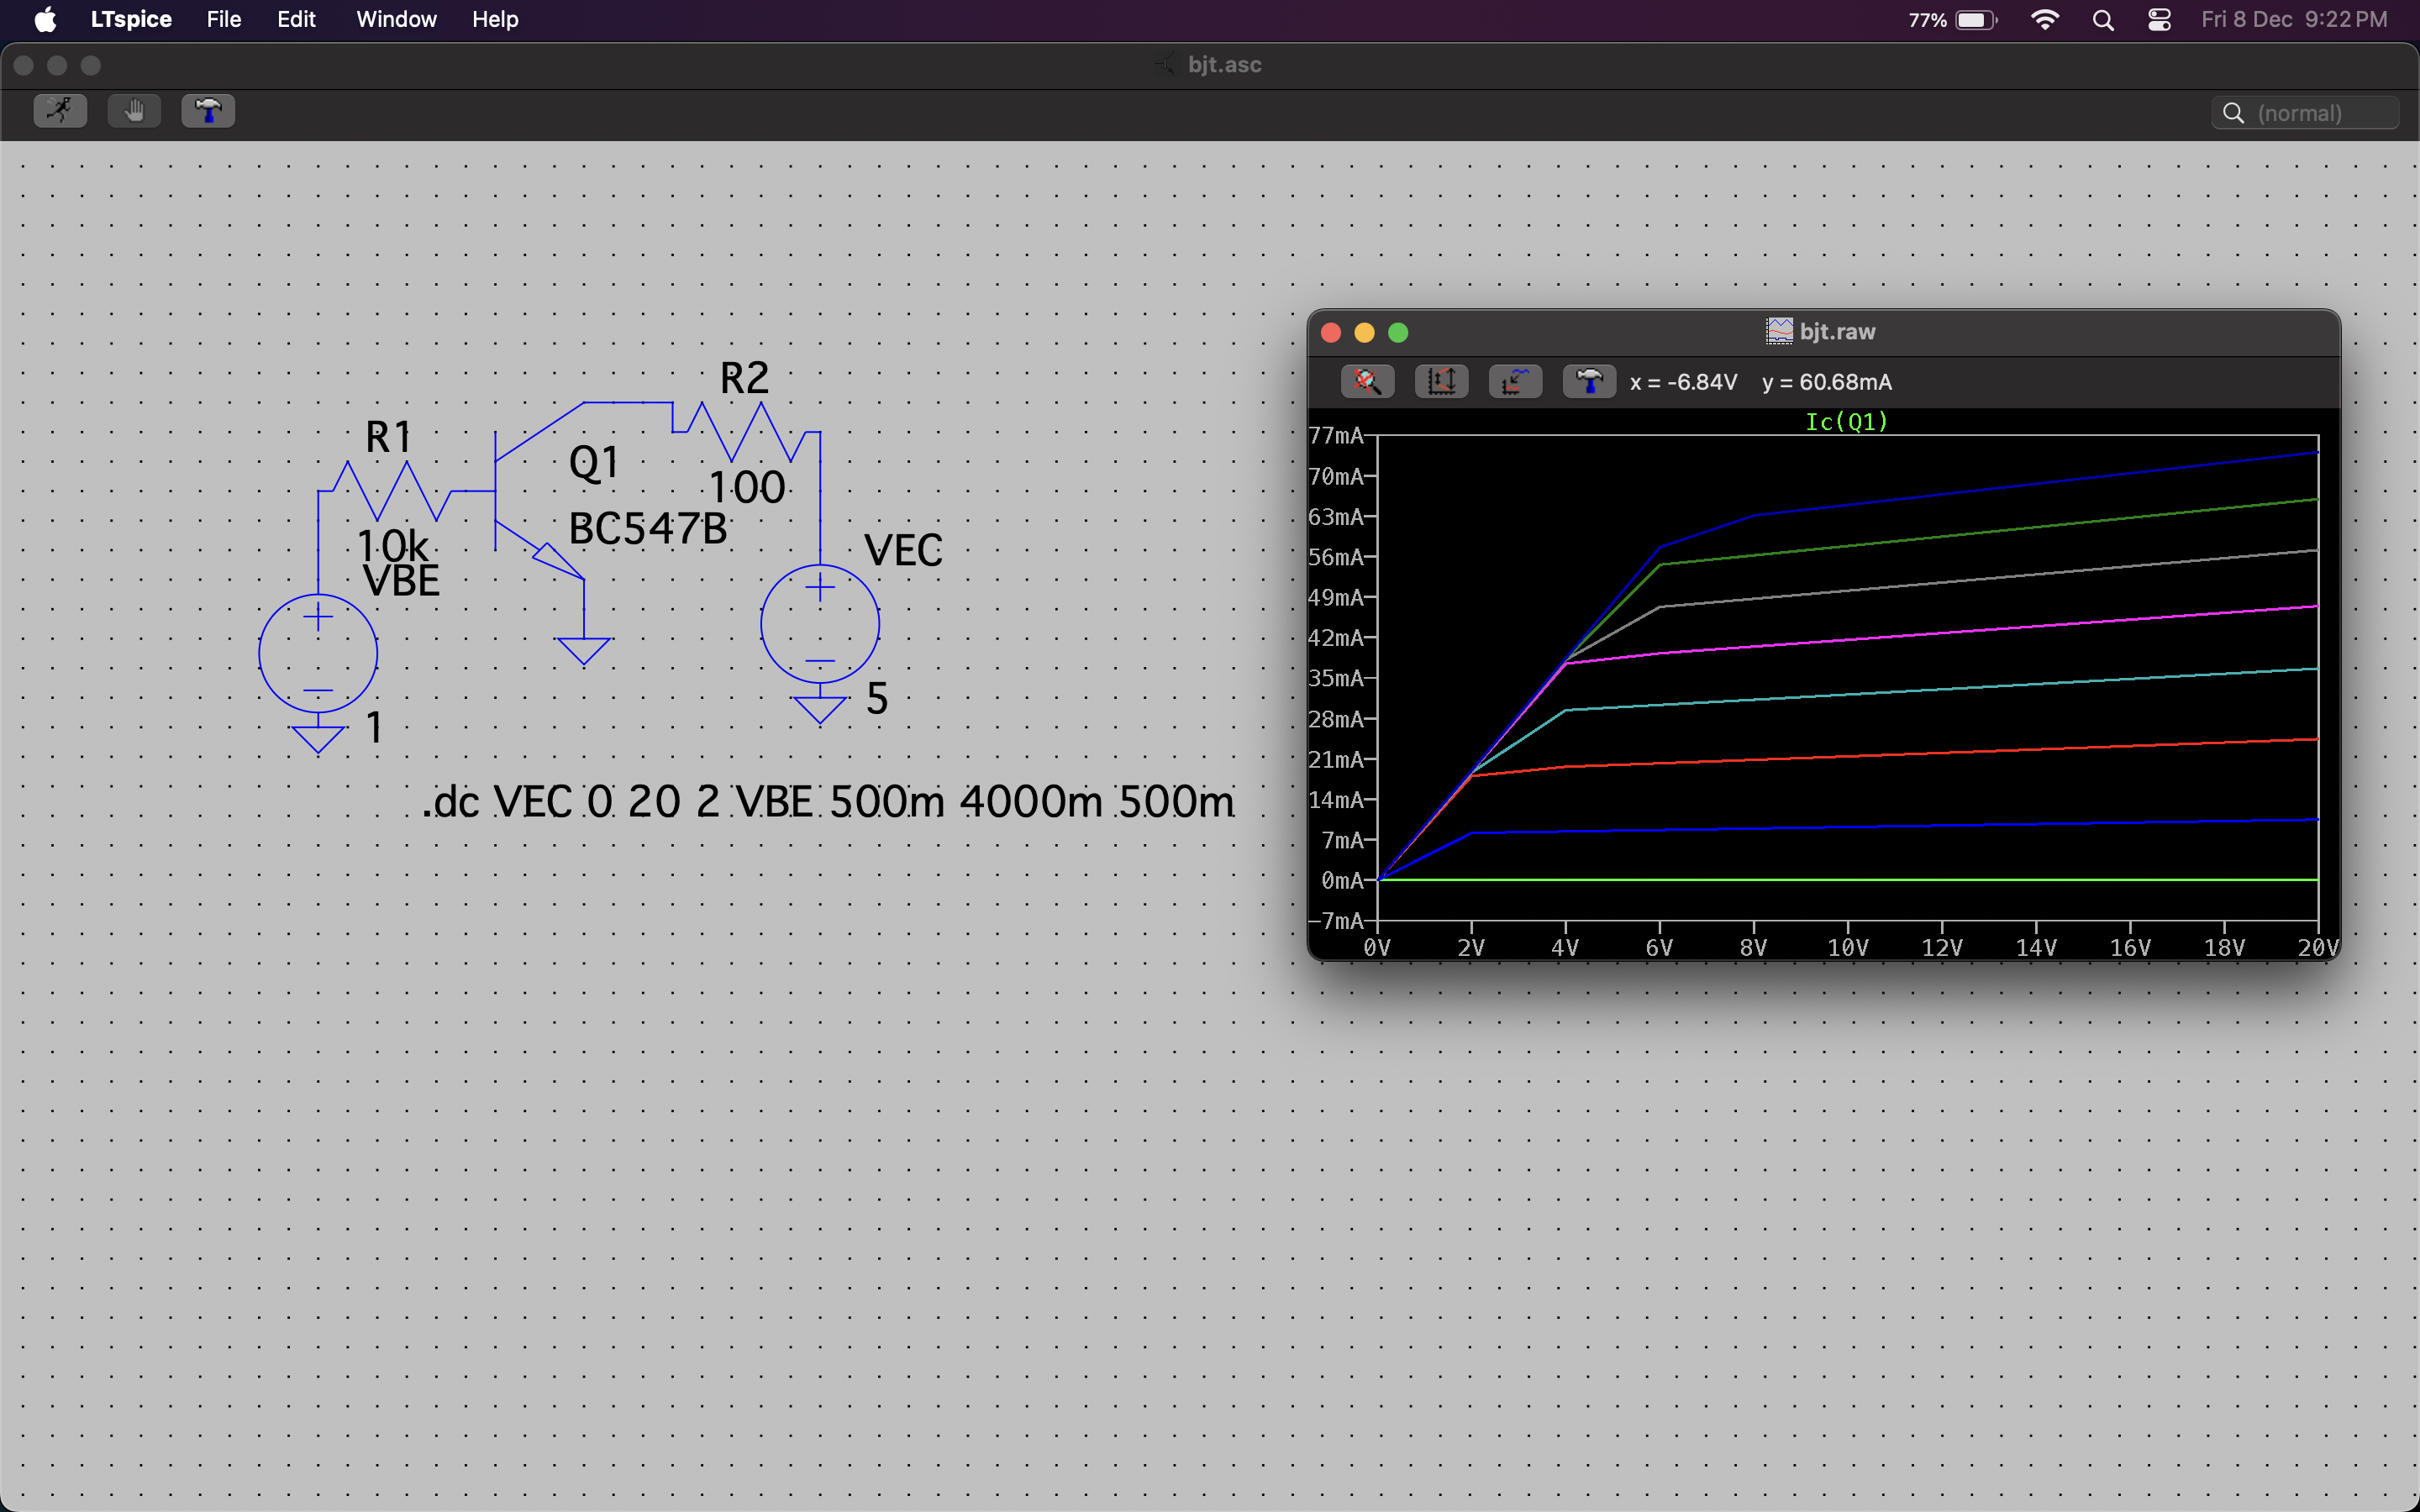 LTspice File Edit Window Help 77% Fri 8 Dec 9:22 PM
bjt.asc
(normal)
R2
R1
Q1
100
10k
BC547B
VBE
VEC
5
1
.dc VEC 0 20 2 VBE 500m 4000m 500m
bjt.raw
x = -6.84V y = 60.68mA
Ic(Q1)
77mA
70mA
63mA
56mA
49mA
42mA
35mA
28mA
21mA
14mA
7mA
0mA
-7mA
0V 2V 4V 6V 8V 10V 12V 14V 16V 18V 20V